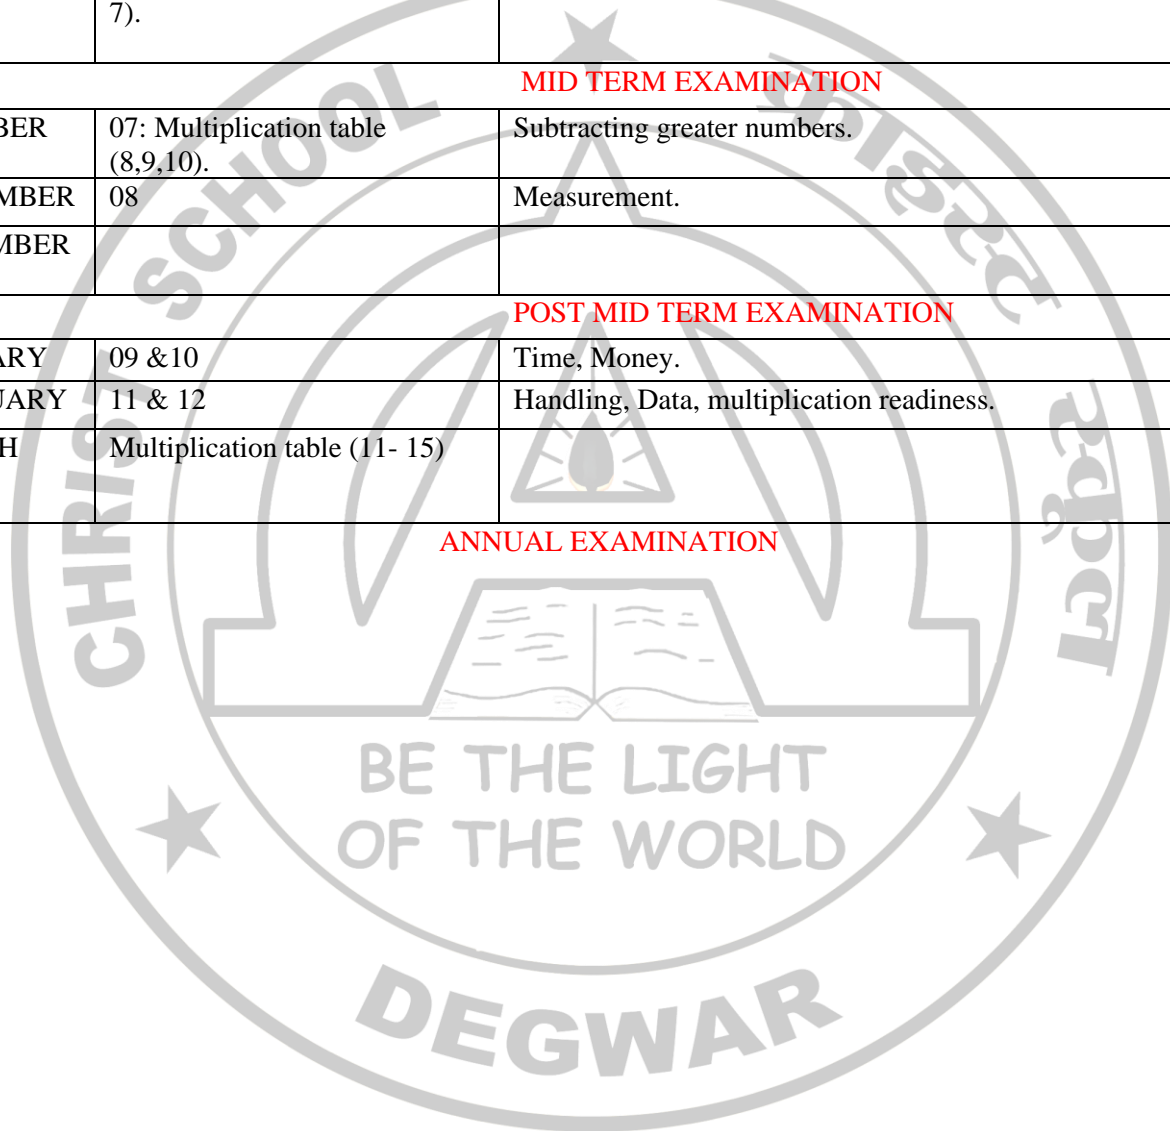 7).
MID TERM EXAMINATION
BER 07: Multiplication table Subtracting greater numbers.
(8,9,10).
MBER 08 Measurement.
MBER
POST MID TERM EXAMINATION
ARY 09 &10 Time, Money.
UARY 11 & 12 Handling, Data, multiplication readiness.
H Multiplication table (11- 15)
ANNUAL EXAMINATION
CHRIST SCHOOL
क्राइस्ट स्कूल
BE THE LIGHT
OF THE WORLD
DEGWAR